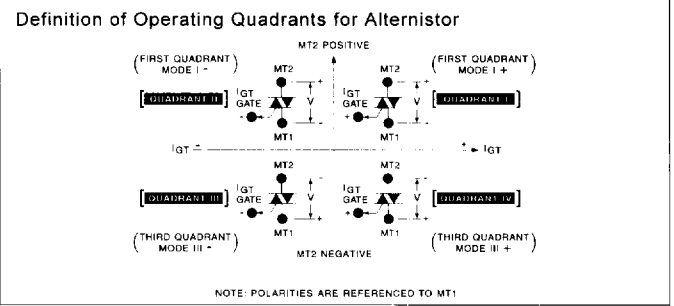 Definition of Operating Quadrants for Alternistor
MT2 POSITIVE
(FIRST QUADRANT MODE I -)
(FIRST QUADRANT MODE I +)
MT2
MT2
[QUADRANT II]
IGT
GATE
V
+
-
-
MT1
IGT
GATE
V
+
+
-
MT1
[QUADRANT I]
IGT -
+ IGT
MT2
MT2
[QUADRANT III]
IGT
GATE
V
-
-
+
MT1
IGT
GATE
V
-
+
+
MT1
[QUADRANT IV]
(THIRD QUADRANT MODE III -)
(THIRD QUADRANT MODE III +)
MT2 NEGATIVE
NOTE: POLARITIES ARE REFERENCED TO MT1